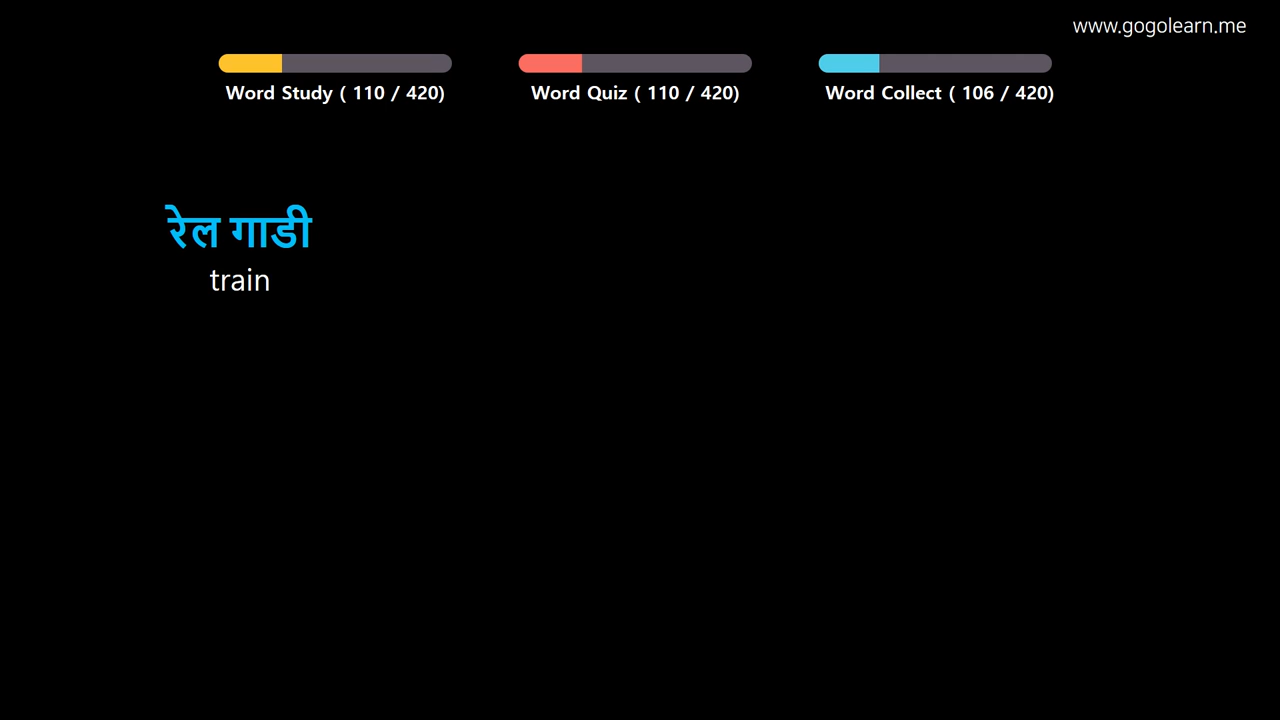 www.gogolearn.me
Word Study ( 110 / 420)
Word Quiz ( 110 / 420)
Word Collect ( 106 / 420)
रेल गाडी
train